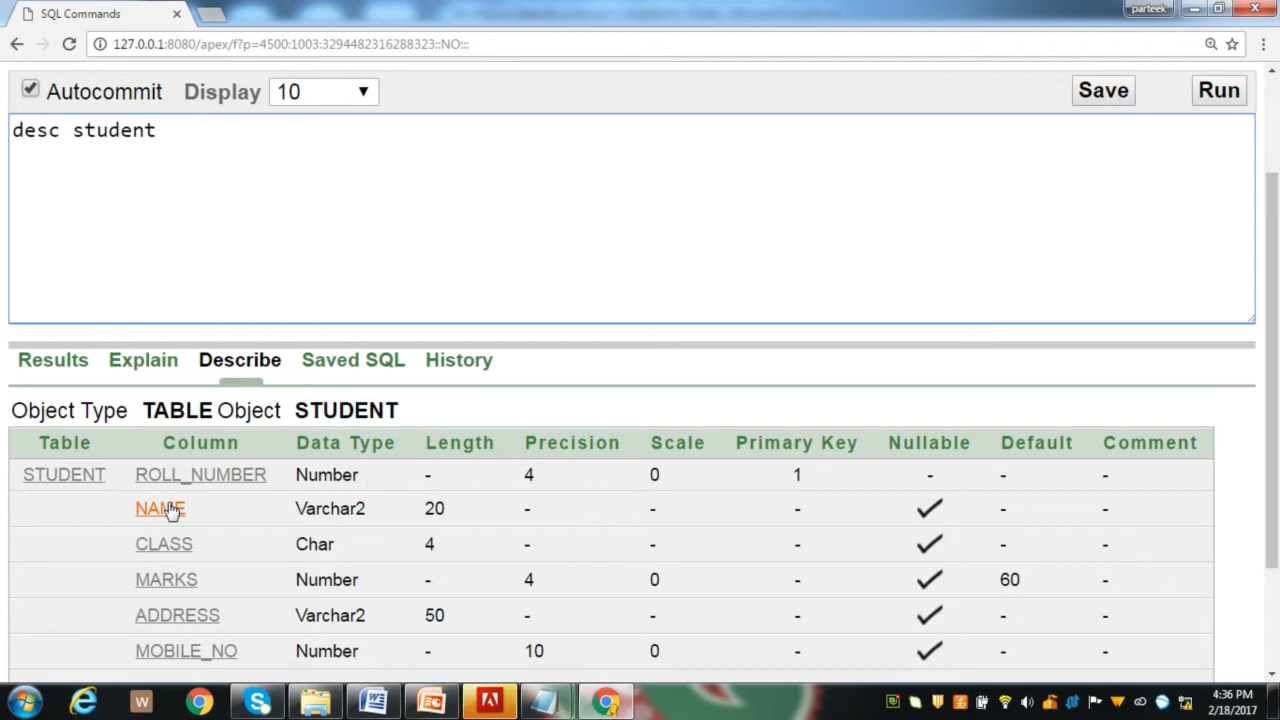 SQL Commands
parteek
127.0.0.1:8080/apex/f?p=4500:1003:3294482316288323::NO:::
Autocommit Display 10 Save Run
desc student
Results Explain Describe Saved SQL History
Object Type TABLE Object STUDENT
Table Column Data Type Length Precision Scale Primary Key Nullable Default Comment
STUDENT ROLL_NUMBER Number - 4 0 1 - - -
NAME Varchar2 20 - - - - -
CLASS Char 4 - - - - -
MARKS Number - 4 0 - 60 -
ADDRESS Varchar2 50 - - - - -
MOBILE_NO Number - 10 0 - - -
4:36 PM
2/18/2017